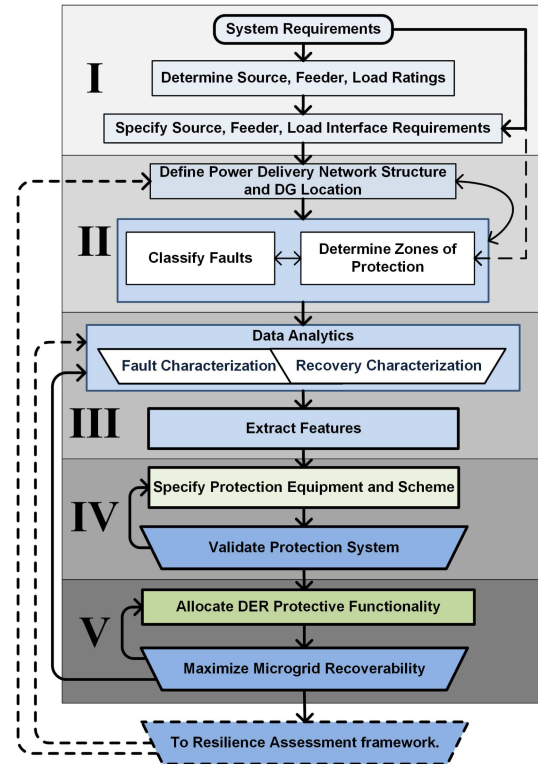 System Requirements
I
Determine Source, Feeder, Load Ratings
Specify Source, Feeder, Load Interface Requirements
Define Power Delivery Network Structure
and DG Location
II
Classify Faults
Determine Zones of
Protection
Data Analytics
Fault Characterization
Recovery Characterization
III
Extract Features
Specify Protection Equipment and Scheme
IV
Validate Protection System
Allocate DER Protective Functionality
V
Maximize Microgrid Recoverability
To Resilience Assessment framework.